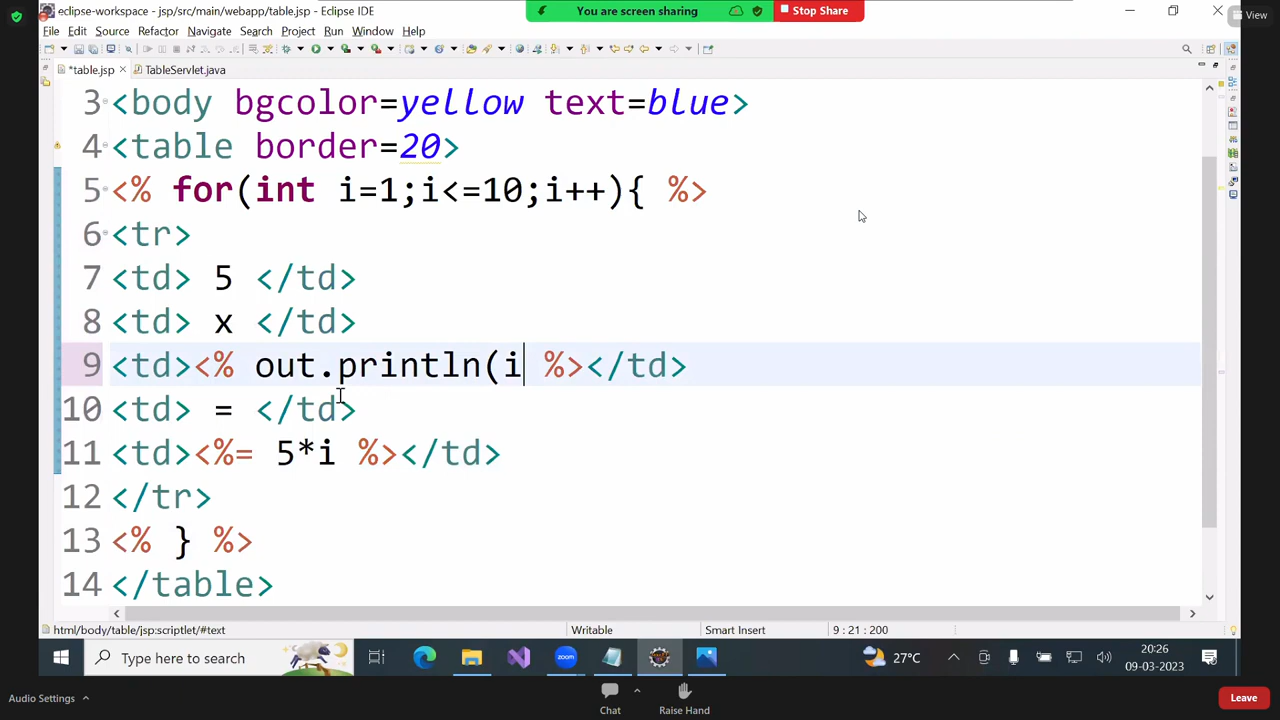 eclipse-workspace - jsp/src/main/webapp/table.jsp - Eclipse IDE
You are screen sharing
Stop Share
View
File Edit Source Refactor Navigate Search Project Run Window Help
*table.jsp
TableServlet.java
3 <body bgcolor=yellow text=blue>
4 <table border=20>
5 <% for(int i=1;i<=10;i++){ %>
6 <tr>
7 <td> 5 </td>
8 <td> x </td>
9 <td><% out.println(i %></td>
10 <td> = </td>
11 <td><%= 5*i %></td>
12 </tr>
13 <% } %>
14 </table>
html/body/table/jsp:scriptlet/#text
Writable
Smart Insert
9 : 21 : 200
Type here to search
zoom
27°C
20:26
09-03-2023
Audio Settings
Chat
Raise Hand
Leave